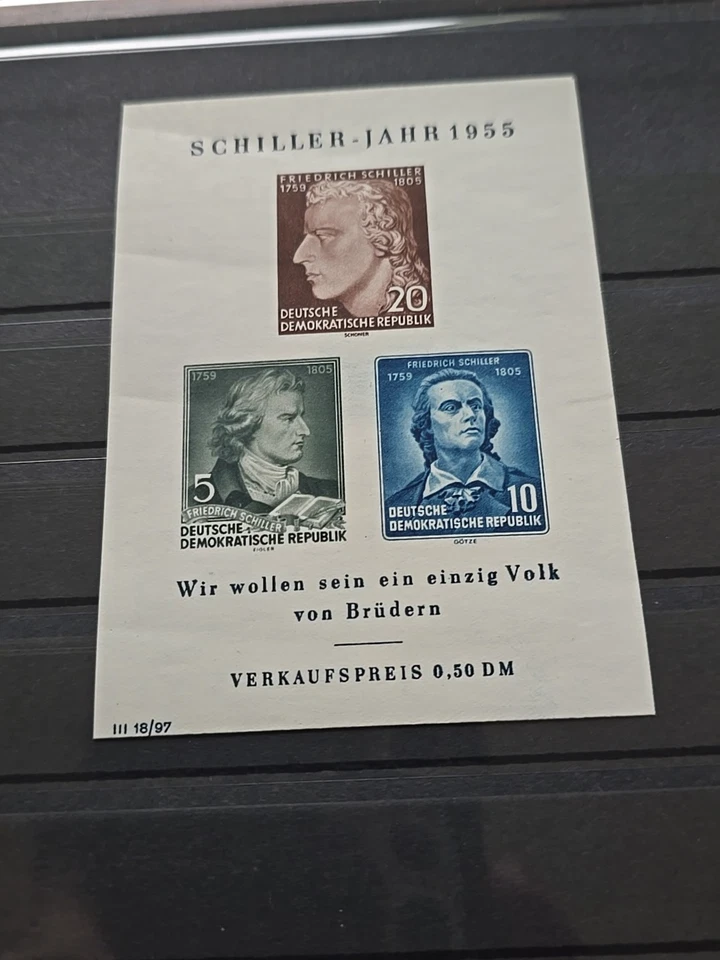 SCHILLER-JAHR 1955
FRIEDRICH SCHILLER
1759 1805
20
DEUTSCHE
DEMOKRATISCHE REPUBLIK
SCHONER
1759 1805
5
FRIEDRICH SCHILLER
DEUTSCHE
DEMOKRATISCHE REPUBLIK
EIGLER
FRIEDRICH SCHILLER
1759 1805
10
DEUTSCHE
DEMOKRATISCHE REPUBLIK
GÖTZE
Wir wollen sein ein einzig Volk
von Brüdern
VERKAUFSPREIS 0,50 DM
III 18/97